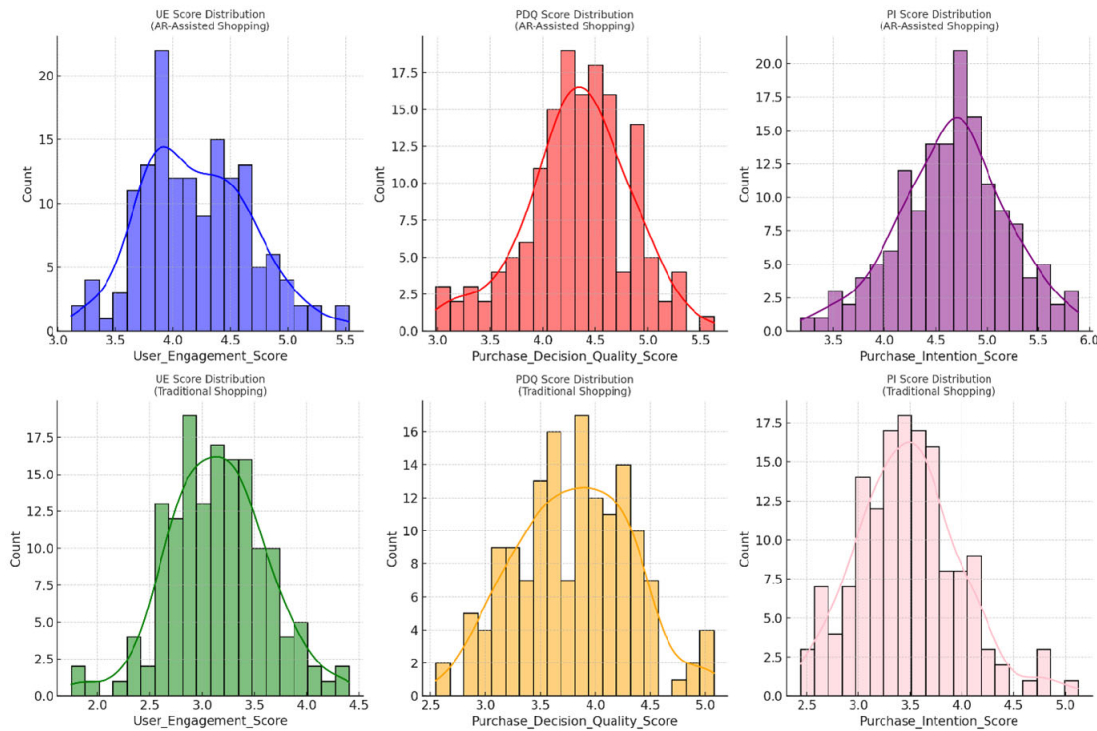 UE Score Distribution
(AR-Assisted Shopping)
20
15
10
5
0
Count
3.0 3.5 4.0 4.5 5.0 5.5
User_Engagement_Score
PDQ Score Distribution
(AR-Assisted Shopping)
17.5
15.0
12.5
10.0
7.5
5.0
2.5
0.0
Count
3.0 3.5 4.0 4.5 5.0 5.5
Purchase_Decision_Quality_Score
PI Score Distribution
(AR-Assisted Shopping)
20.0
17.5
15.0
12.5
10.0
7.5
5.0
2.5
0.0
Count
3.5 4.0 4.5 5.0 5.5 6.0
Purchase_Intention_Score
UE Score Distribution
(Traditional Shopping)
17.5
15.0
12.5
10.0
7.5
5.0
2.5
0.0
Count
2.0 2.5 3.0 3.5 4.0
User_Engagement_Score
PDQ Score Distribution
(Traditional Shopping)
16
14
12
10
8
6
4
2
0
Count
2.5 3.0 3.5 4.0 4.5 5.0
Purchase_Decision_Quality_Score
PI Score Distribution
(Traditional Shopping)
17.5
15.0
12.5
10.0
7.5
5.0
2.5
0.0
Count
2.5 3.0 3.5 4.0 4.5 5.0
Purchase_Intention_Score